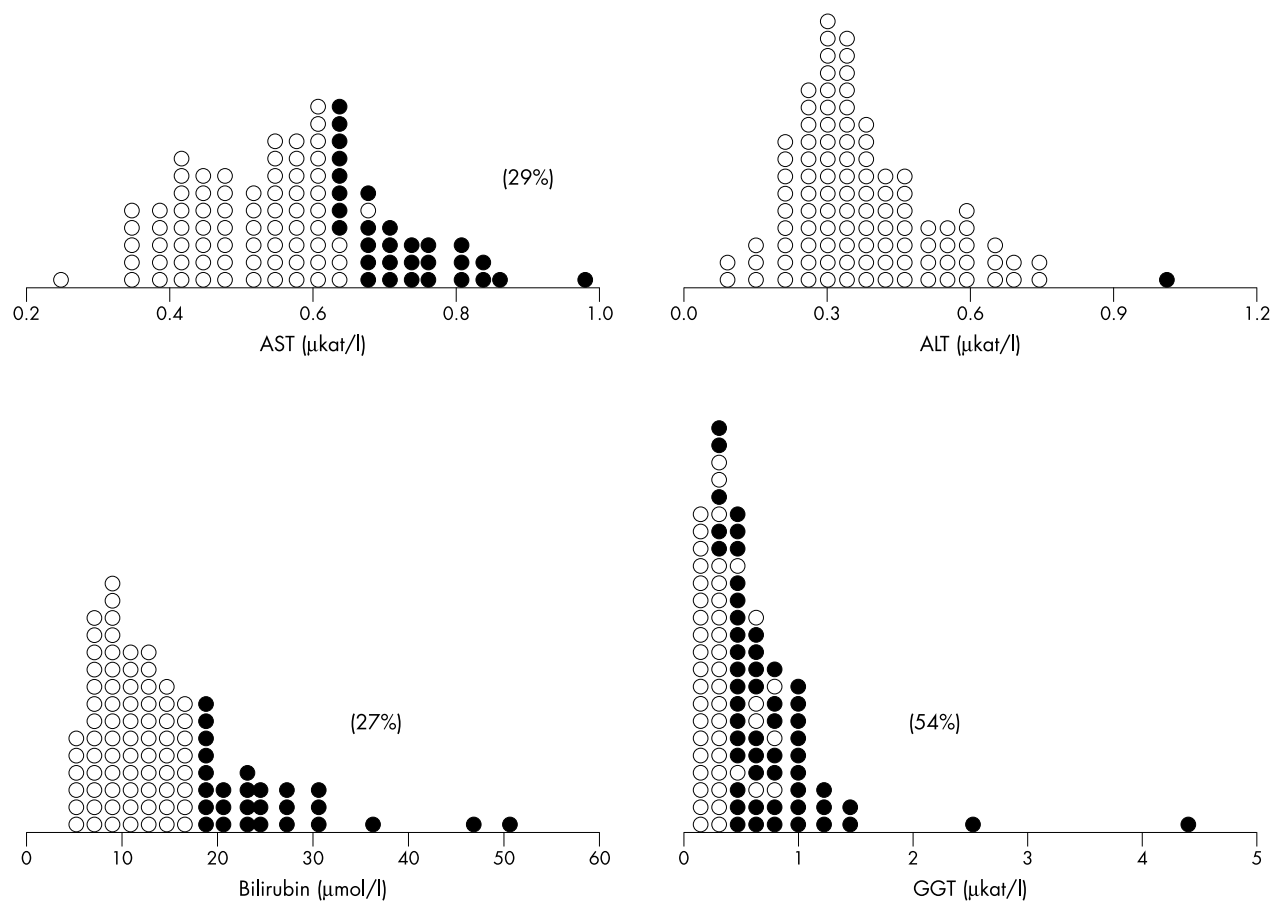 (29%)
0.2 0.4 0.6 0.8 1.0
AST (μkat/l)
0.0 0.3 0.6 0.9 1.2
ALT (μkat/l)
(27%)
0 10 20 30 40 50 60
Bilirubin (μmol/l)
(54%)
0 1 2 3 4 5
GGT (μkat/l)